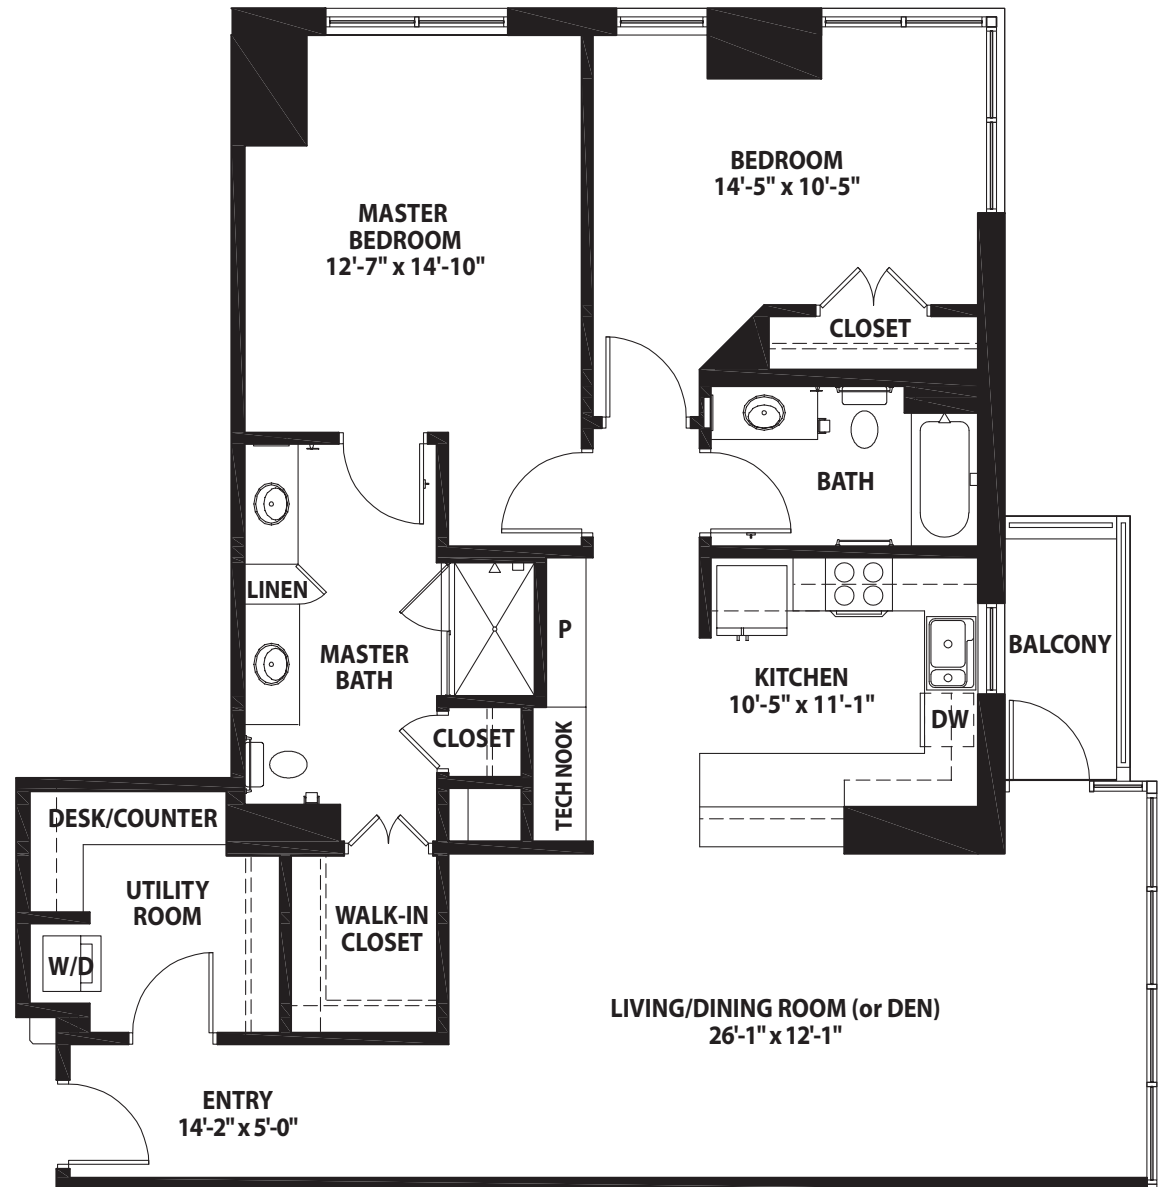 BEDROOM
14'-5" x 10'-5"
MASTER
BEDROOM
12'-7" x 14'-10"
CLOSET
BATH
LINEN
P
MASTER
BATH
BALCONY
KITCHEN
10'-5" x 11'-1"
DW
CLOSET
TECH NOOK
DESK/COUNTER
UTILITY
ROOM
WALK-IN
CLOSET
W/D
LIVING/DINING ROOM (or DEN)
26'-1" x 12'-1"
ENTRY
14'-2" x 5'-0"